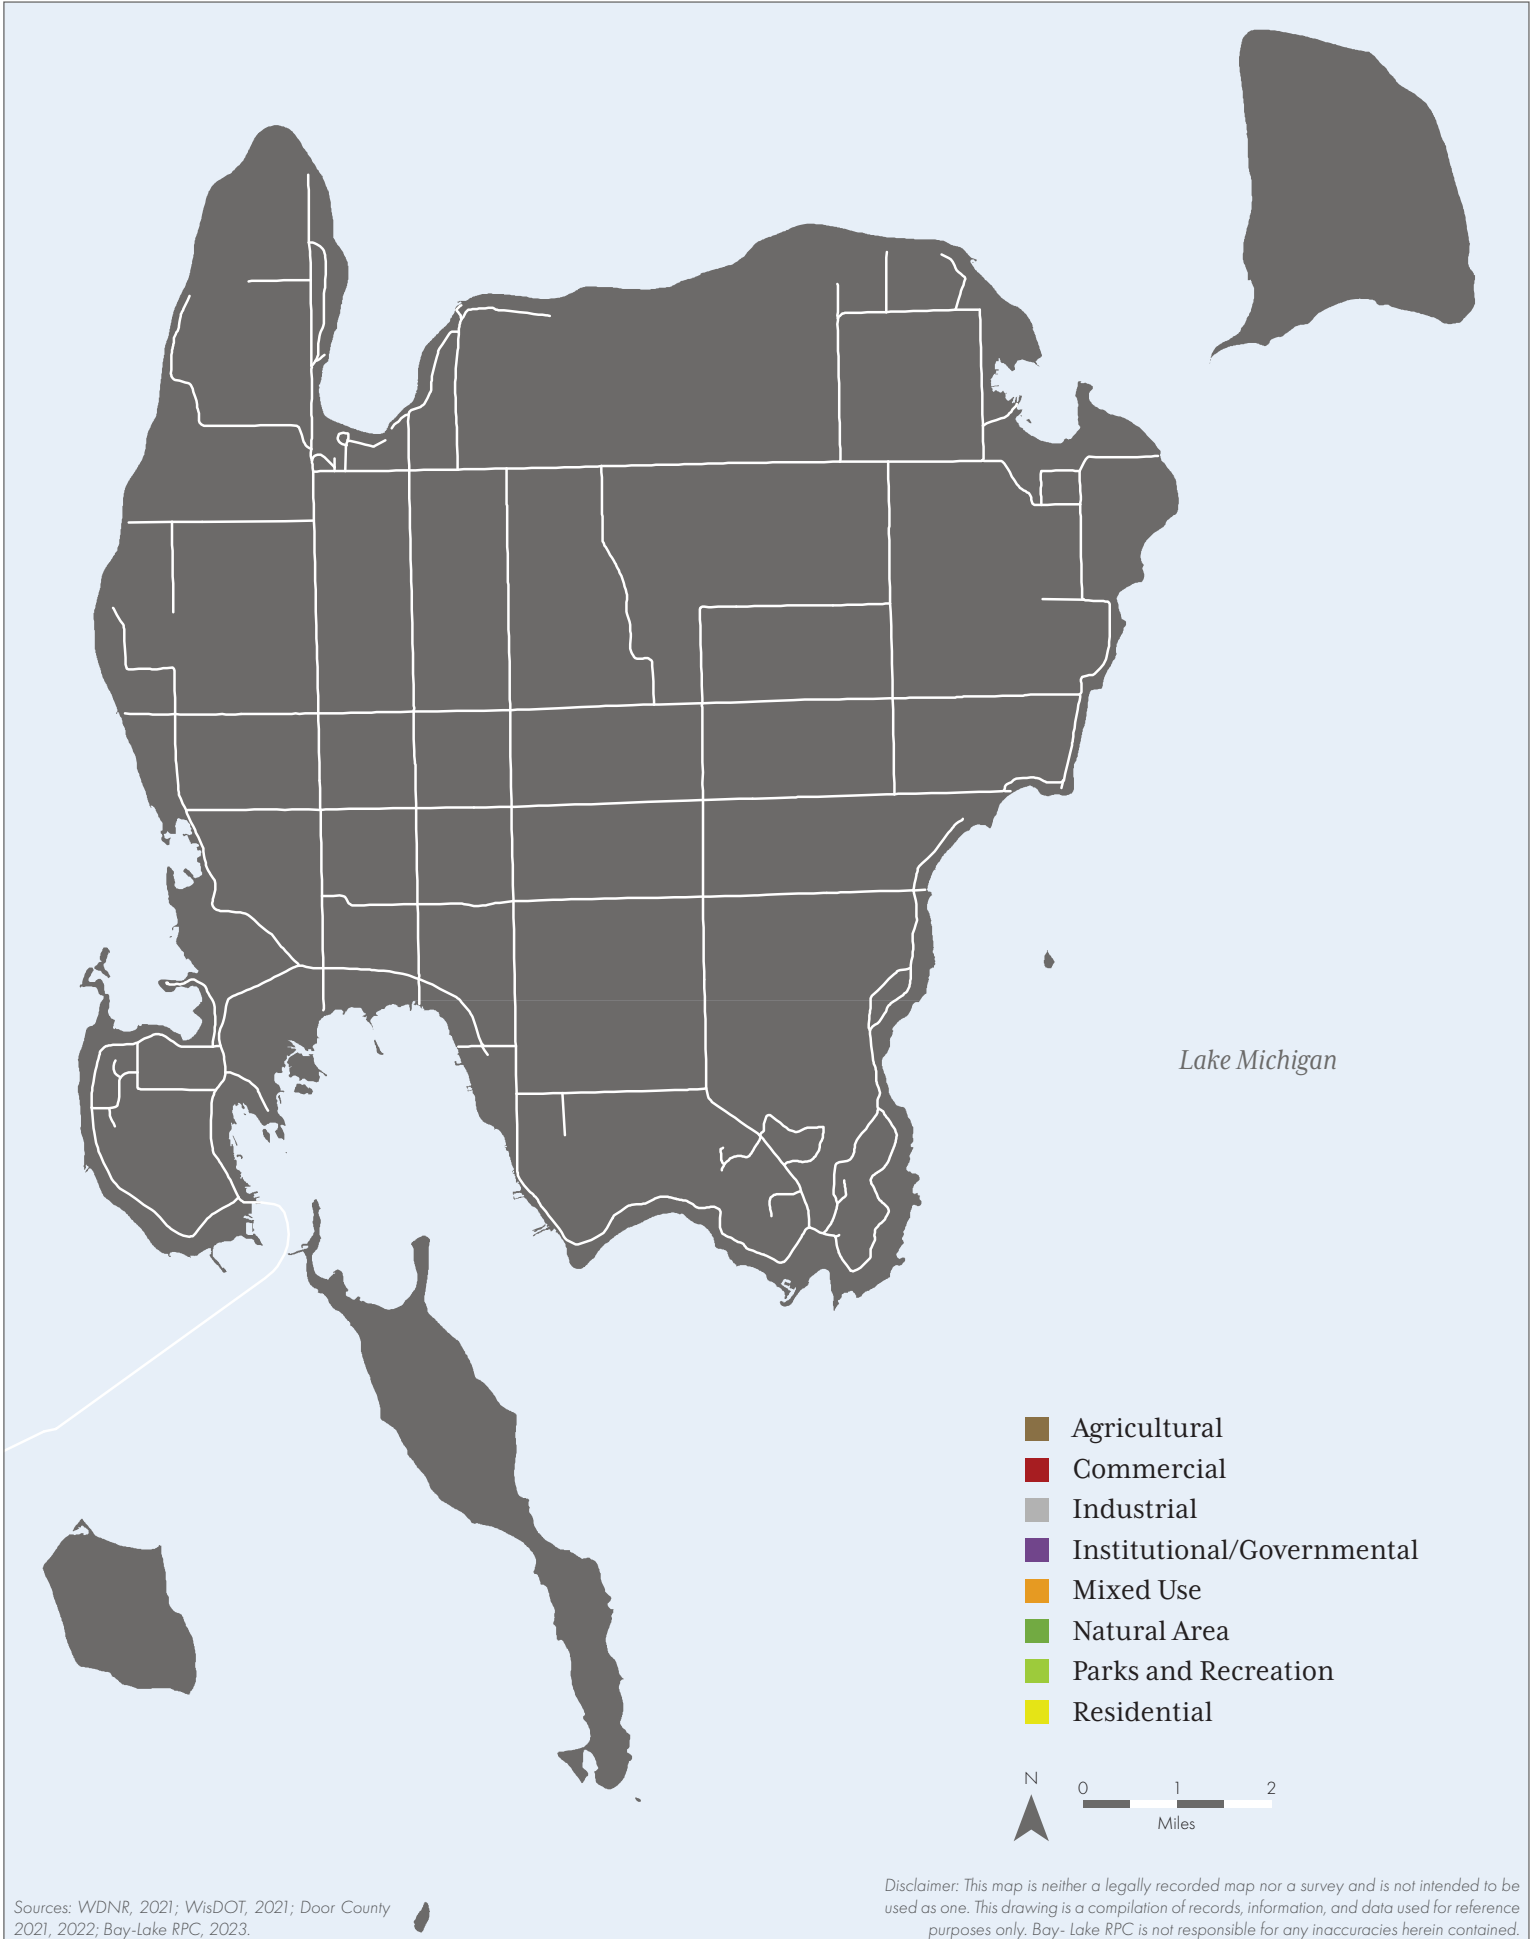 Lake Michigan
Agricultural
Commercial
Industrial
Institutional/Governmental
Mixed Use
Natural Area
Parks and Recreation
Residential
N
0 1 2
Miles
Sources: WDNR, 2021; WisDOT, 2021; Door County
2021, 2022; Bay-Lake RPC, 2023.
Disclaimer: This map is neither a legally recorded map nor a survey and is not intended to be
used as one. This drawing is a compilation of records, information, and data used for reference
purposes only. Bay- Lake RPC is not responsible for any inaccuracies herein contained.